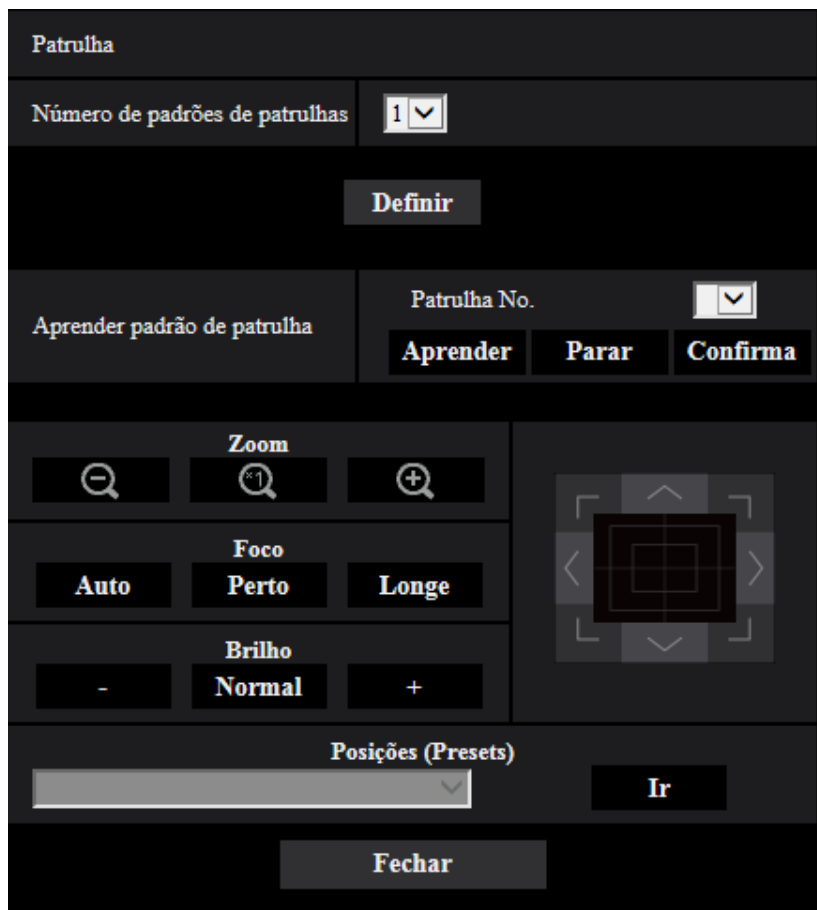 Patrulha
Número de padrões de patrulhas 1
Definir
Patrulha No.
Aprender padrão de patrulha
Aprender Parar Confirma
Zoom
×1
Foco
Auto Perto Longe
Brilho
- Normal +
Posições (Presets)
Ir
Fechar